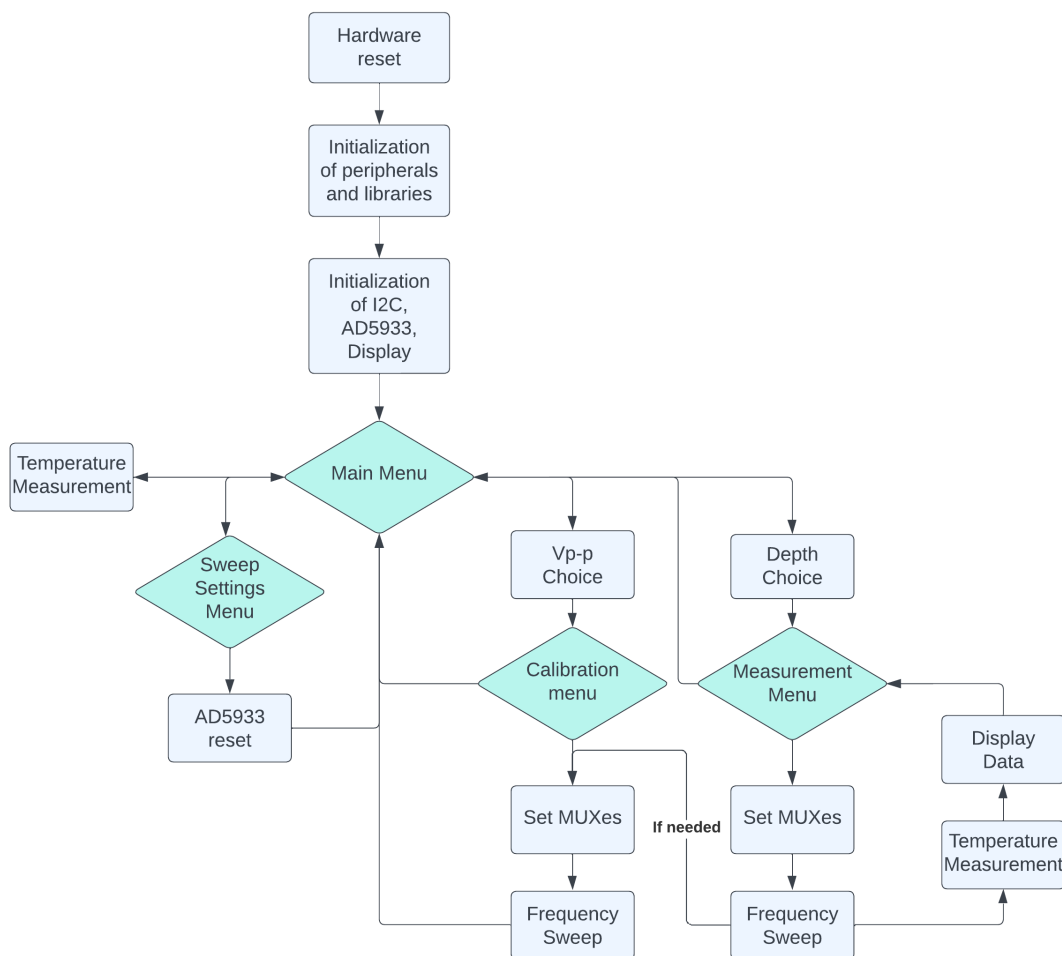 Hardware
reset
Initialization
of peripherals
and libraries
Initialization
of I2C,
AD5933,
Display
Main Menu
Temperature
Measurement
Sweep
Settings
Menu
AD5933
reset
Vp-p
Choice
Calibration
menu
Set MUXes
Frequency
Sweep
If needed
Depth
Choice
Measurement
Menu
Set MUXes
Frequency
Sweep
Display
Data
Temperature
Measurement